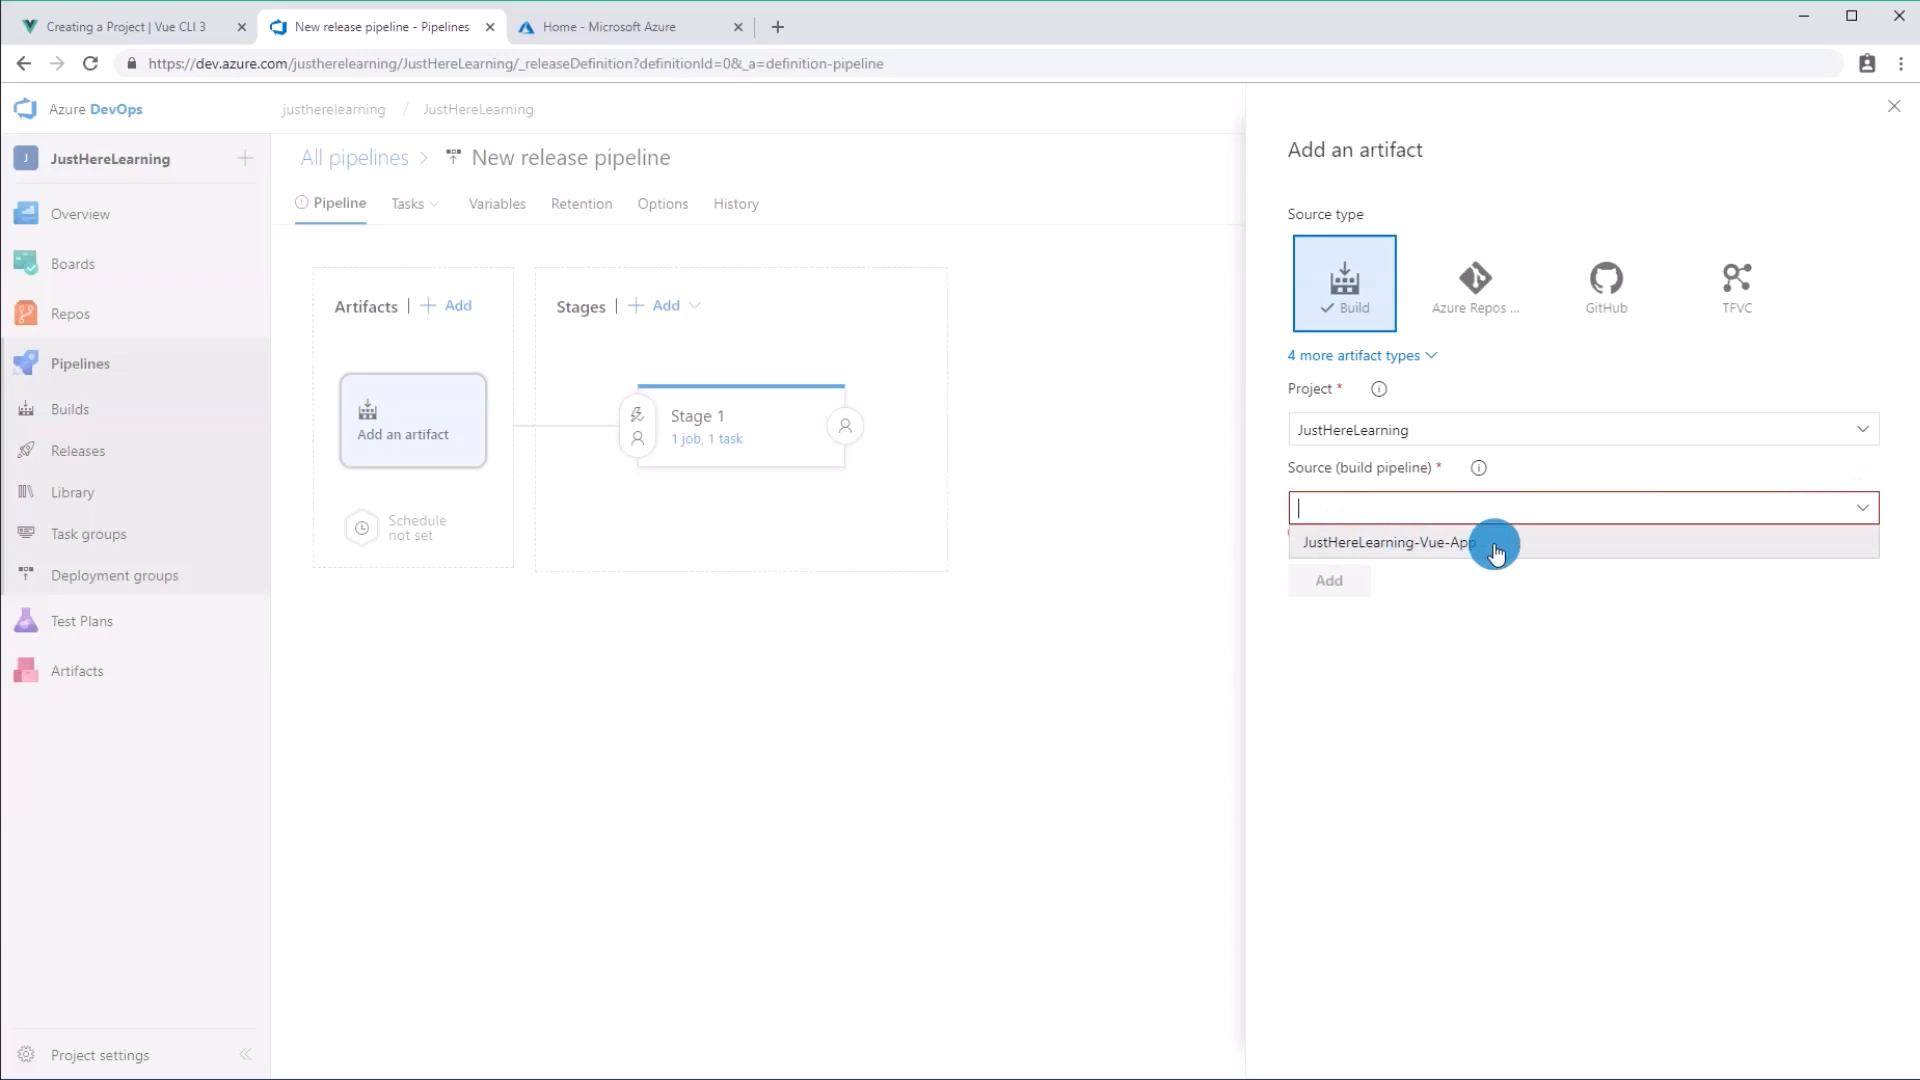 Creating a Project | Vue CLI 3
New release pipeline - Pipelines
Home - Microsoft Azure
https://dev.azure.com/justherelearning/JustHereLearning/_releaseDefinition?definitionId=0&_a=definition-pipeline
Azure DevOps
justherelearning / JustHereLearning
J JustHereLearning
Overview
Boards
Repos
Pipelines
Builds
Releases
Library
Task groups
Deployment groups
Test Plans
Artifacts
Project settings
All pipelines > New release pipeline
Pipeline Tasks Variables Retention Options History
Artifacts | + Add
Stages | + Add
Add an artifact
Stage 1
1 job, 1 task
Schedule
not set
Add an artifact
Source type
Build
Azure Repos ...
GitHub
TFVC
4 more artifact types
Project *
JustHereLearning
Source (build pipeline) *
JustHereLearning-Vue-App
Add